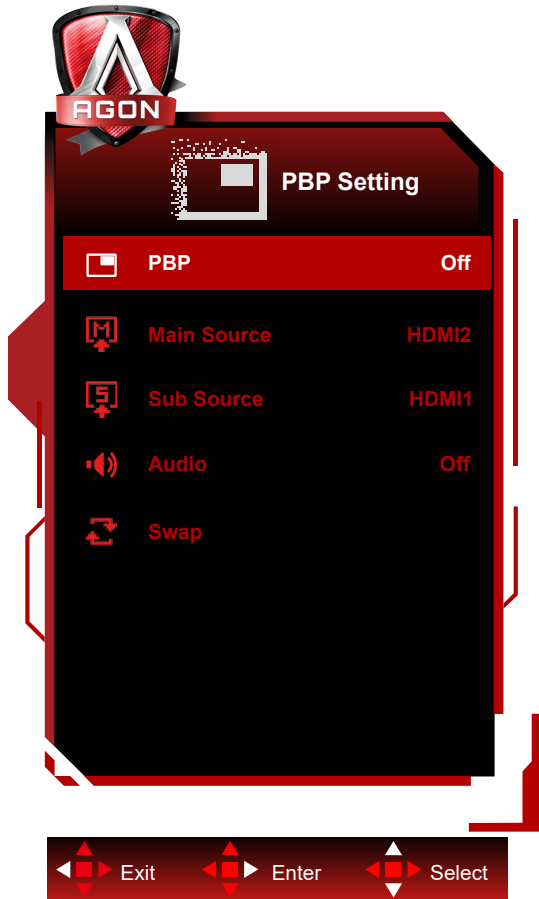 AGON
PBP Setting
PBP Off
Main Source HDMI2
Sub Source HDMI1
Audio Off
Swap
Exit Enter Select